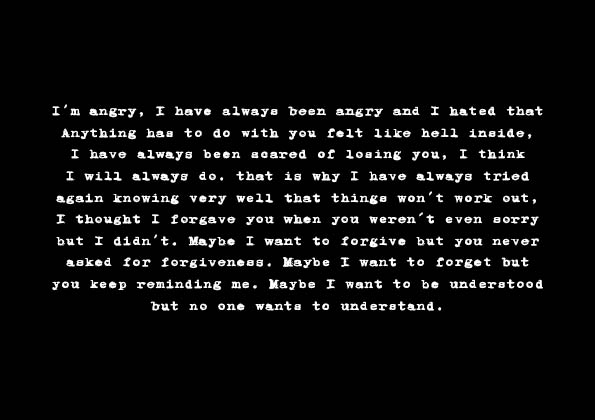 I'm angry, I have always been angry and I hated that
Anything has to do with you felt like hell inside,
I have always been scared of losing you, I think
I will always do. that is why I have always tried
again knowing very well that things won't work out,
I thought I forgave you when you weren't even sorry
but I didn't. Maybe I want to forgive but you never
asked for forgiveness. Maybe I want to forget but
you keep reminding me. Maybe I want to be understood
but no one wants to understand.